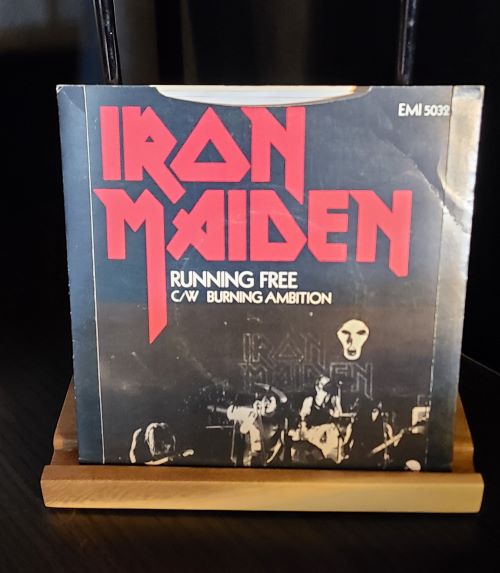 EMI 5032
IRON
MAIDEN
RUNNING FREE
C/W BURNING AMBITION
IRON
MAIDEN